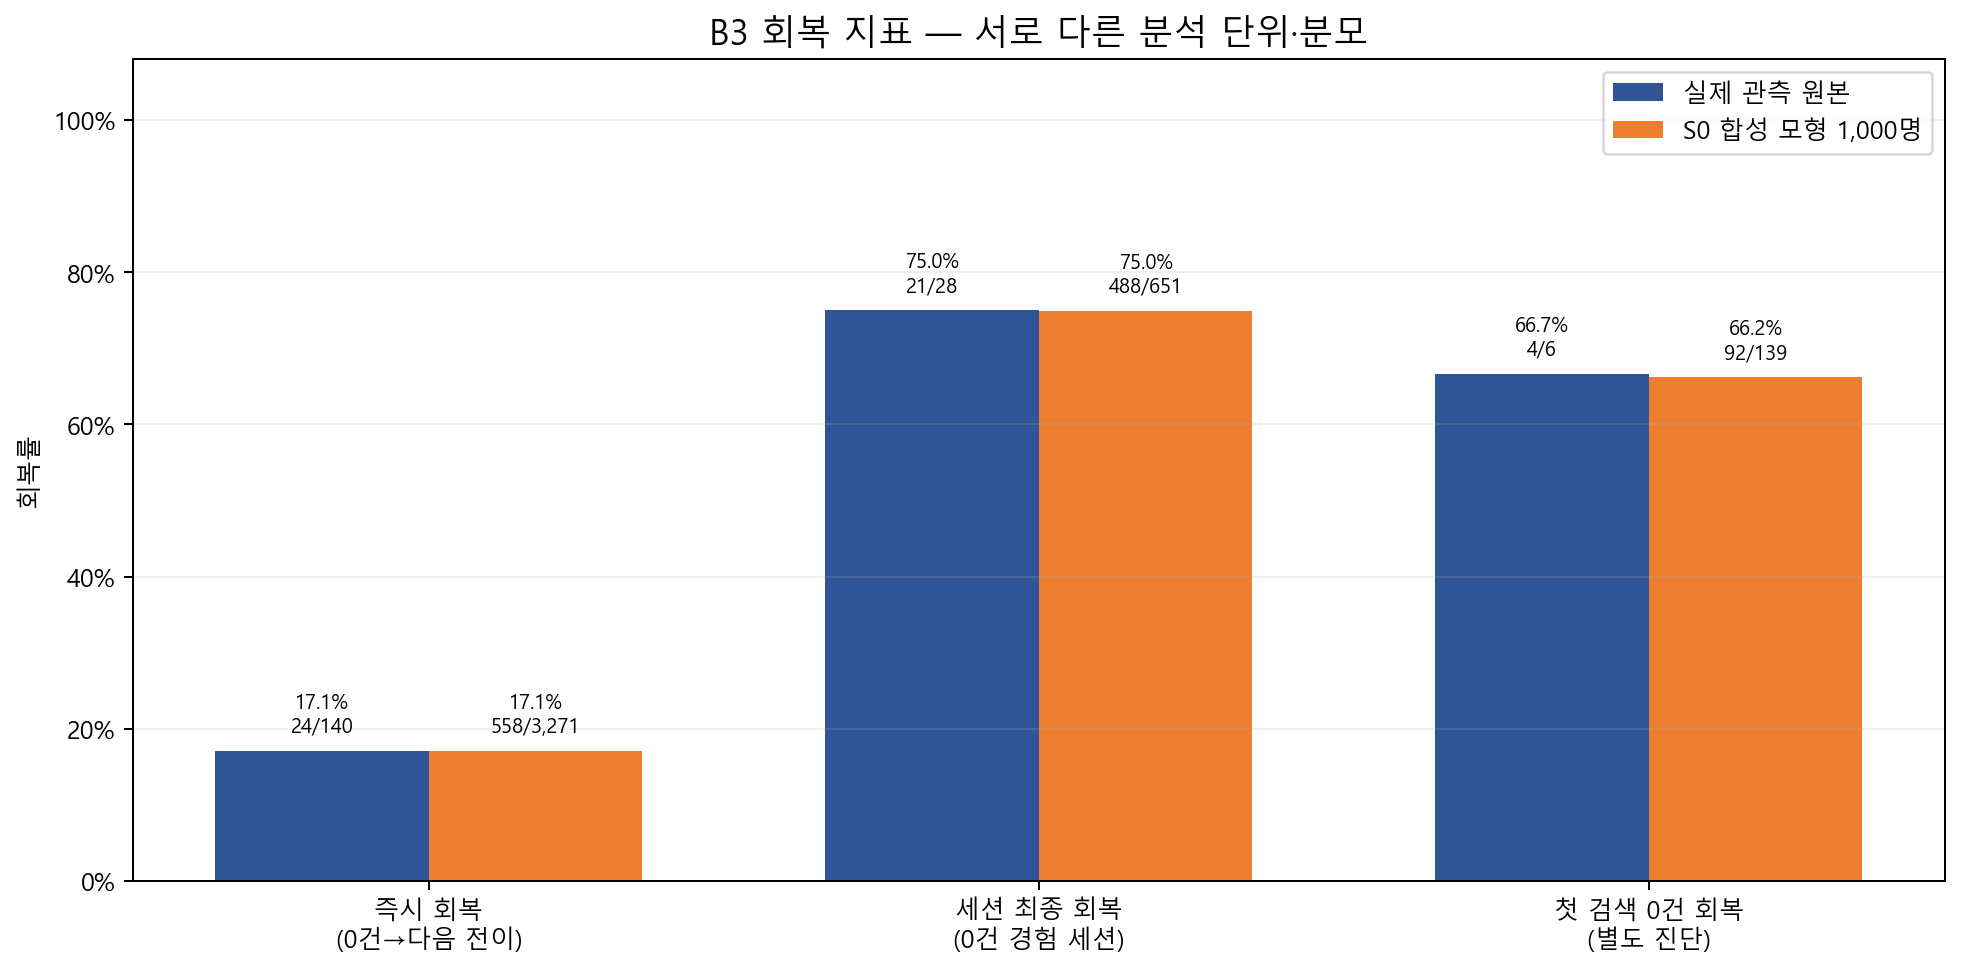 B3 회복 지표 — 서로 다른 분석 단위·분모
실제 관측 원본
S0 합성 모형 1,000명
회복률
100%
80%
60%
40%
20%
0%
17.1%
24/140
17.1%
558/3,271
75.0%
21/28
75.0%
488/651
66.7%
4/6
66.2%
92/139
즉시 회복
(0건→다음 전이)
세션 최종 회복
(0건 경험 세션)
첫 검색 0건 회복
(별도 진단)